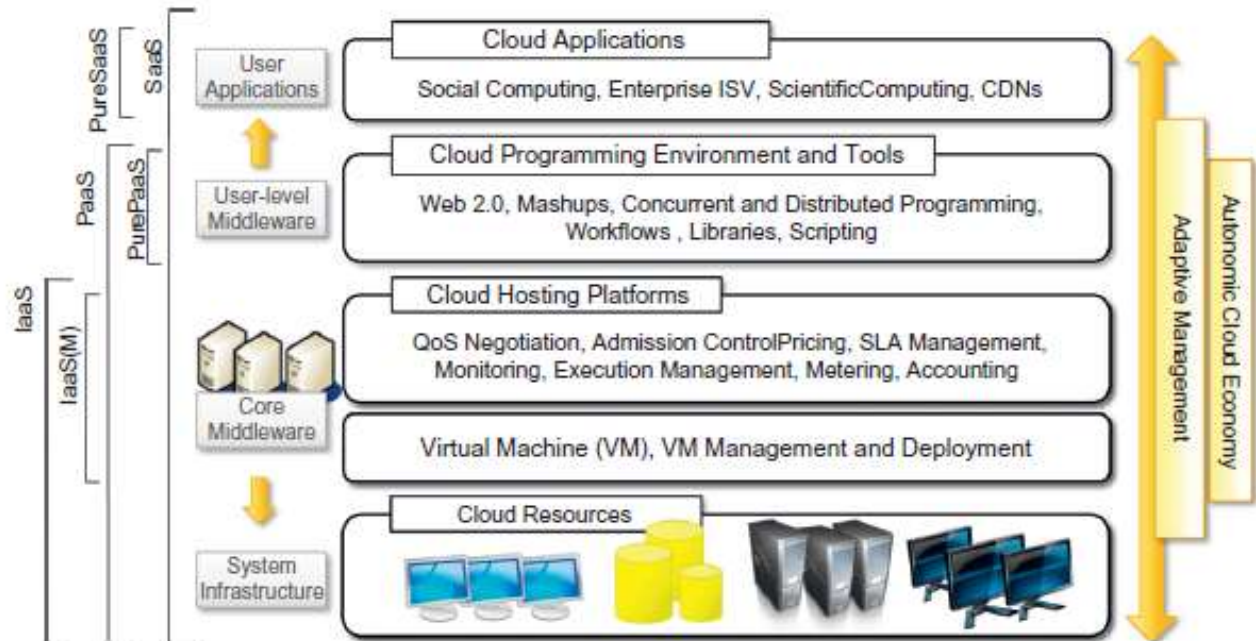 PureSaaS
SaaS
User
Applications
Cloud Applications
Social Computing, Enterprise ISV, ScientificComputing, CDNs
PaaS
PurePaaS
User-level
Middleware
Cloud Programming Environment and Tools
Web 2.0, Mashups, Concurrent and Distributed Programming,
Workflows , Libraries, Scripting
IaaS
IaaS(M)
Core
Middleware
Cloud Hosting Platforms
QoS Negotiation, Admission ControlPricing, SLA Management,
Monitoring, Execution Management, Metering, Accounting
Virtual Machine (VM), VM Management and Deployment
System
Infrastructure
Cloud Resources
Adaptive Management
Autonomic Cloud Economy